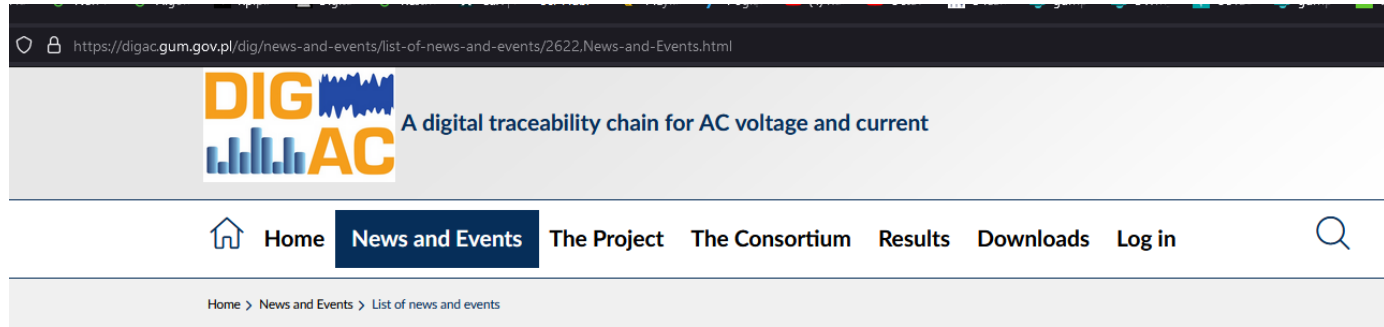 https://digac.gum.gov.pl/dig/news-and-events/list-of-news-and-events/2622,News-and-Events.html
DIG
AC
A digital traceability chain for AC voltage and current
Home News and Events The Project The Consortium Results Downloads Log in
Home > News and Events > List of news and events